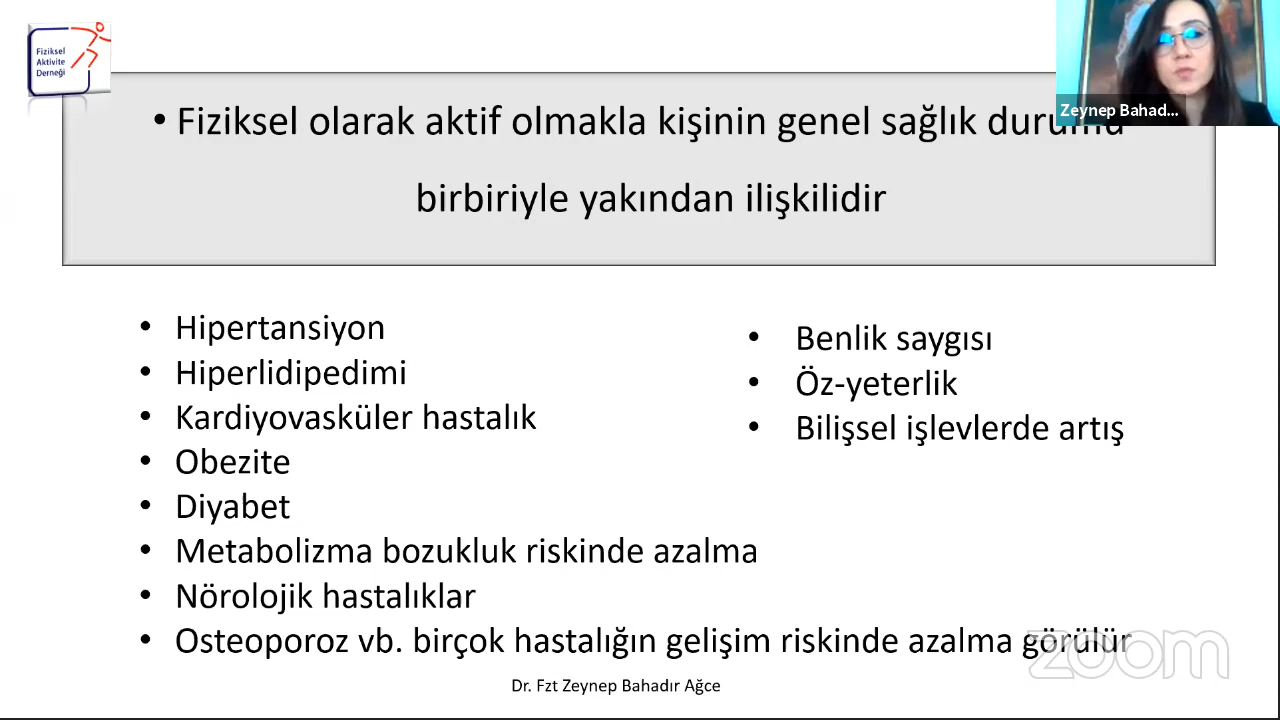 Fiziksel
Aktivite
Derneği
• Fiziksel olarak aktif olmakla kişinin genel sağlık durumu
birbiriyle yakından ilişkilidir
Zeynep Bahad...
• Hipertansiyon
• Hiperlidipedimi
• Kardiyovasküler hastalık
• Obezite
• Diyabet
• Metabolizma bozukluk riskinde azalma
• Nörolojik hastalıklar
• Osteoporoz vb. birçok hastalığın gelişim riskinde azalma görülür
• Benlik saygısı
• Öz-yeterlik
• Bilişsel işlevlerde artış
zoom
Dr. Fzt Zeynep Bahadır Ağce